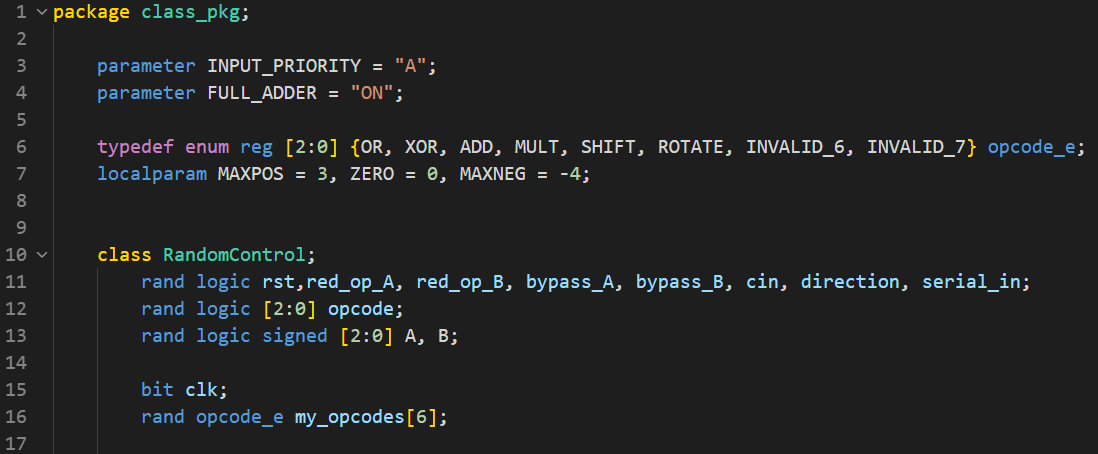 1 package class_pkg;
2
3 parameter INPUT_PRIORITY = "A";
4 parameter FULL_ADDER = "ON";
5
6 typedef enum reg [2:0] {OR, XOR, ADD, MULT, SHIFT, ROTATE, INVALID_6, INVALID_7} opcode_e;
7 localparam MAXPOS = 3, ZERO = 0, MAXNEG = -4;
8
9
10 class RandomControl;
11 rand logic rst,red_op_A, red_op_B, bypass_A, bypass_B, cin, direction, serial_in;
12 rand logic [2:0] opcode;
13 rand logic signed [2:0] A, B;
14
15 bit clk;
16 rand opcode_e my_opcodes[6];
17